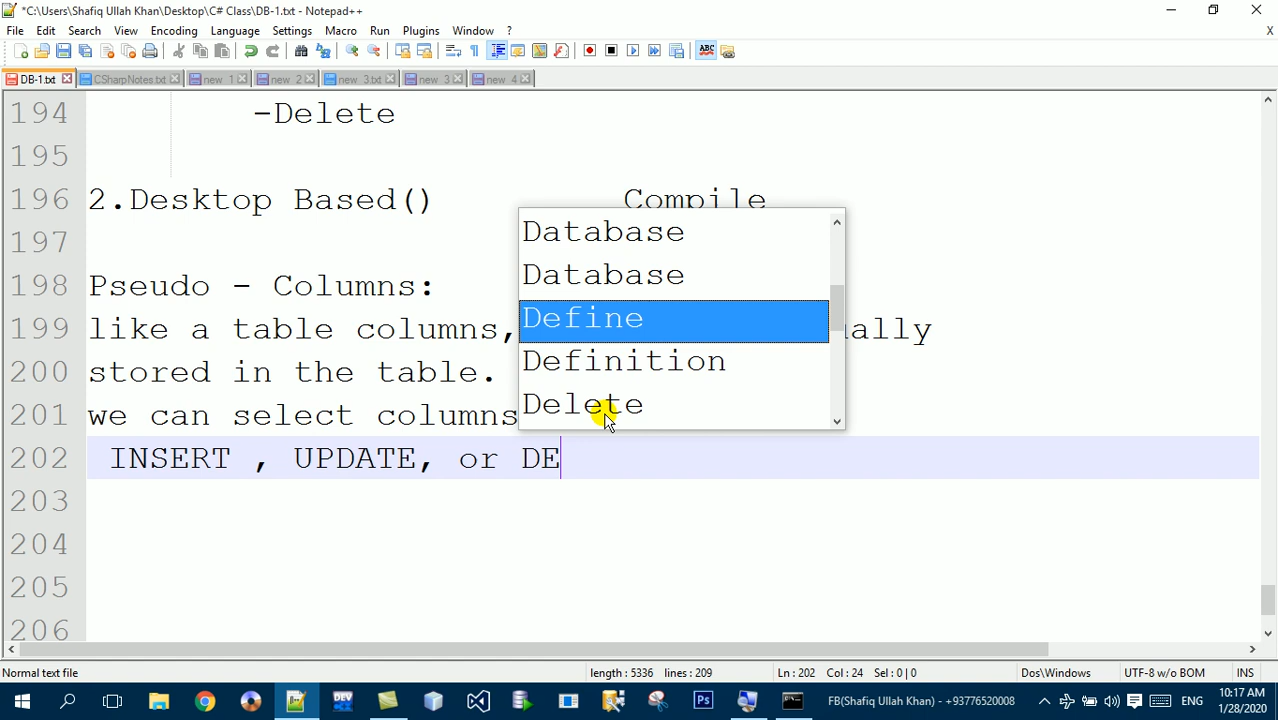 *C:\Users\Shafiq Ullah Khan\Desktop\C# Class\DB-1.txt - Notepad++
File Edit Search View Encoding Language Settings Macro Run Plugins Window ? X
ABC
DB-1.txt CSharpNotes.txt new 1 new 2 new 3.txt new 3 new 4
194 -Delete
195
196 2.Desktop Based() Compile
197
198 Pseudo - Columns:
199 like a table columns, ally
200 stored in the table.
201 we can select columns
202 INSERT , UPDATE, or DE
203
204
205
206
Database
Database
Define
Definition
Delete
Normal text file length : 5336 lines : 209 Ln : 202 Col : 24 Sel : 0 | 0 Dos\Windows UTF-8 w/o BOM INS
DEV Ps FB(Shafiq Ullah Khan) - +93776520008 ENG 10:17 AM
1/28/2020